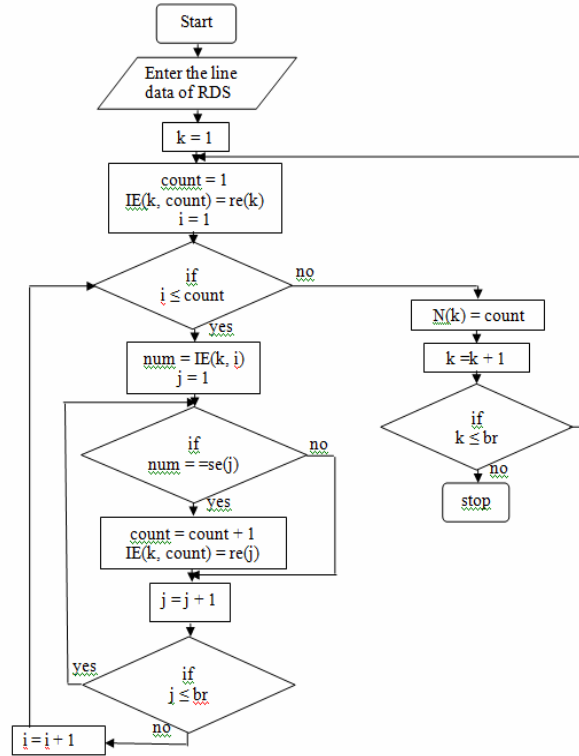 Start
Enter the line
data of RDS
k = 1
count = 1
IE(k, count) = re(k)
i = 1
if
i ≤ count
no
yes
N(k) = count
num = IE(k, i)
j = 1
k =k + 1
if
k ≤ br
no
stop
if
num = =se(j)
no
yes
count = count + 1
IE(k, count) = re(j)
j = j + 1
yes
if
j ≤ br
no
i = i + 1